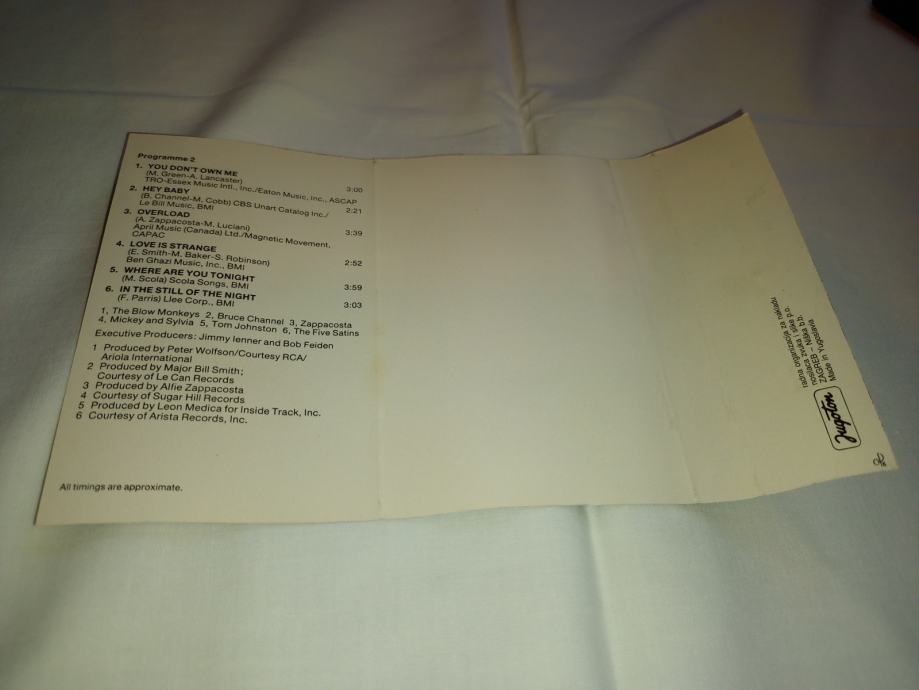 Programme 2
1. YOU DON'T OWN ME
(M. Green-A. Lancaster)
TRO-Essex Music Intl., Inc./Eaton Music, Inc., ASCAP 3:00
2. HEY BABY
(B. Channel-M. Cobb) CBS Unart Catalog Inc./
Le Bill Music, BMI 2:21
3. OVERLOAD
(A. Zappacosta-M. Luciani)
April Music (Canada) Ltd./Magnetic Movement, 3:39
CAPAC
4. LOVE IS STRANGE
(E. Smith-M. Baker-S. Robinson)
Ben Ghazi Music, Inc., BMI 2:52
5. WHERE ARE YOU TONIGHT
(M. Scola) Scola Songs, BMI 3:59
6. IN THE STILL OF THE NIGHT
(F. Parris) Llee Corp., BMI 3:03
1, The Blow Monkeys 2, Bruce Channel 3, Zappacosta
4, Mickey and Sylvia 5, Tom Johnston 6, The Five Satins
Executive Producers: Jimmy Ienner and Bob Feiden
1 Produced by Peter Wolfson/Courtesy RCA/
Ariola International
2 Produced by Major Bill Smith;
Courtesy of Le Can Records
3 Produced by Alfie Zappacosta
4 Courtesy of Sugar Hill Records
5 Produced by Leon Medica for Inside Track, Inc.
6 Courtesy of Arista Records, Inc.
All timings are approximate.
Jugoton
radna organizacija za nakladu
nosilaca zvuka i slike p.o.
ZAGREB – Nikka b.b.
Made in Yugoslavia